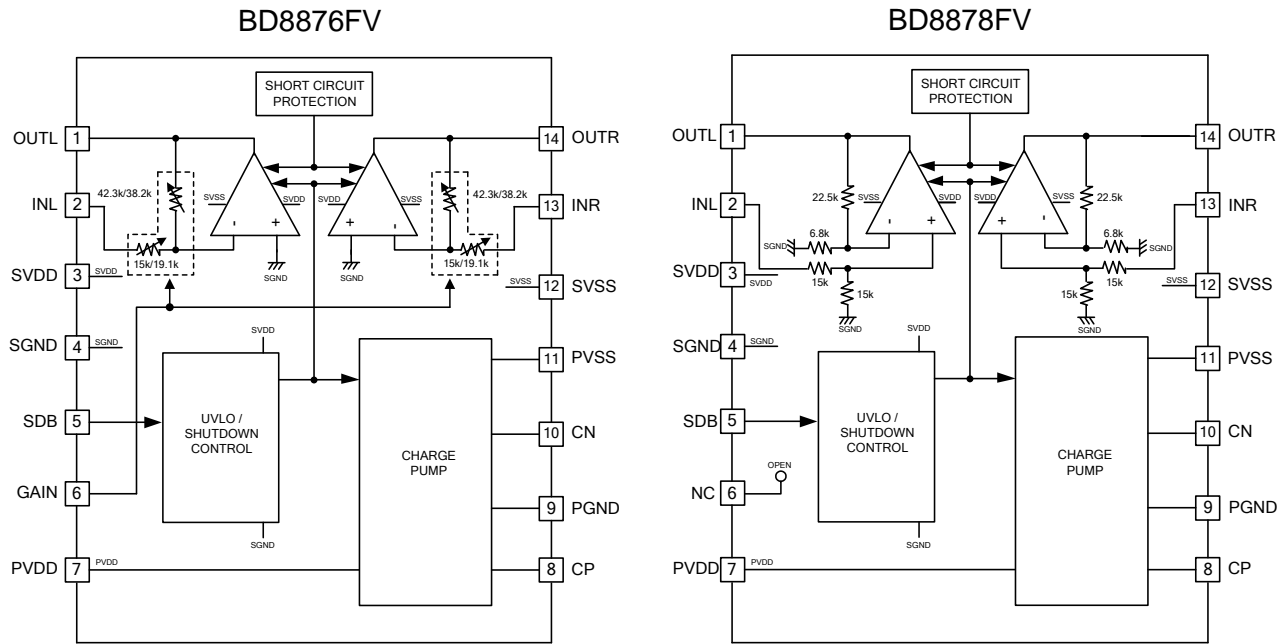 BD8876FV
SHORT CIRCUIT
PROTECTION
OUTL 1
14 OUTR
42.3k/38.2k
42.3k/38.2k
INL 2
13 INR
SVSS
SVDD
SVDD
SVSS
- +
+ -
15k/19.1k
15k/19.1k
SGND
SGND
SVDD 3 SVDD
SVSS 12 SVSS
SGND 4 SGND
SVDD
11 PVSS
SDB 5
UVLO /
SHUTDOWN
CONTROL
CHARGE
PUMP
10 CN
GAIN 6
9 PGND
SGND
PVDD 7 PVDD
8 CP
BD8878FV
SHORT CIRCUIT
PROTECTION
OUTL 1
14 OUTR
22.5k
22.5k
INL 2
13 INR
SVSS
SVDD
SVDD
SVSS
- +
+ -
SGND
6.8k
6.8k
SGND
15k
15k
15k
15k
SGND
SGND
SVDD 3 SVDD
SVSS 12 SVSS
SGND 4 SGND
SVDD
11 PVSS
SDB 5
UVLO /
SHUTDOWN
CONTROL
CHARGE
PUMP
10 CN
OPEN
NC 6
9 PGND
SGND
PVDD 7 PVDD
8 CP